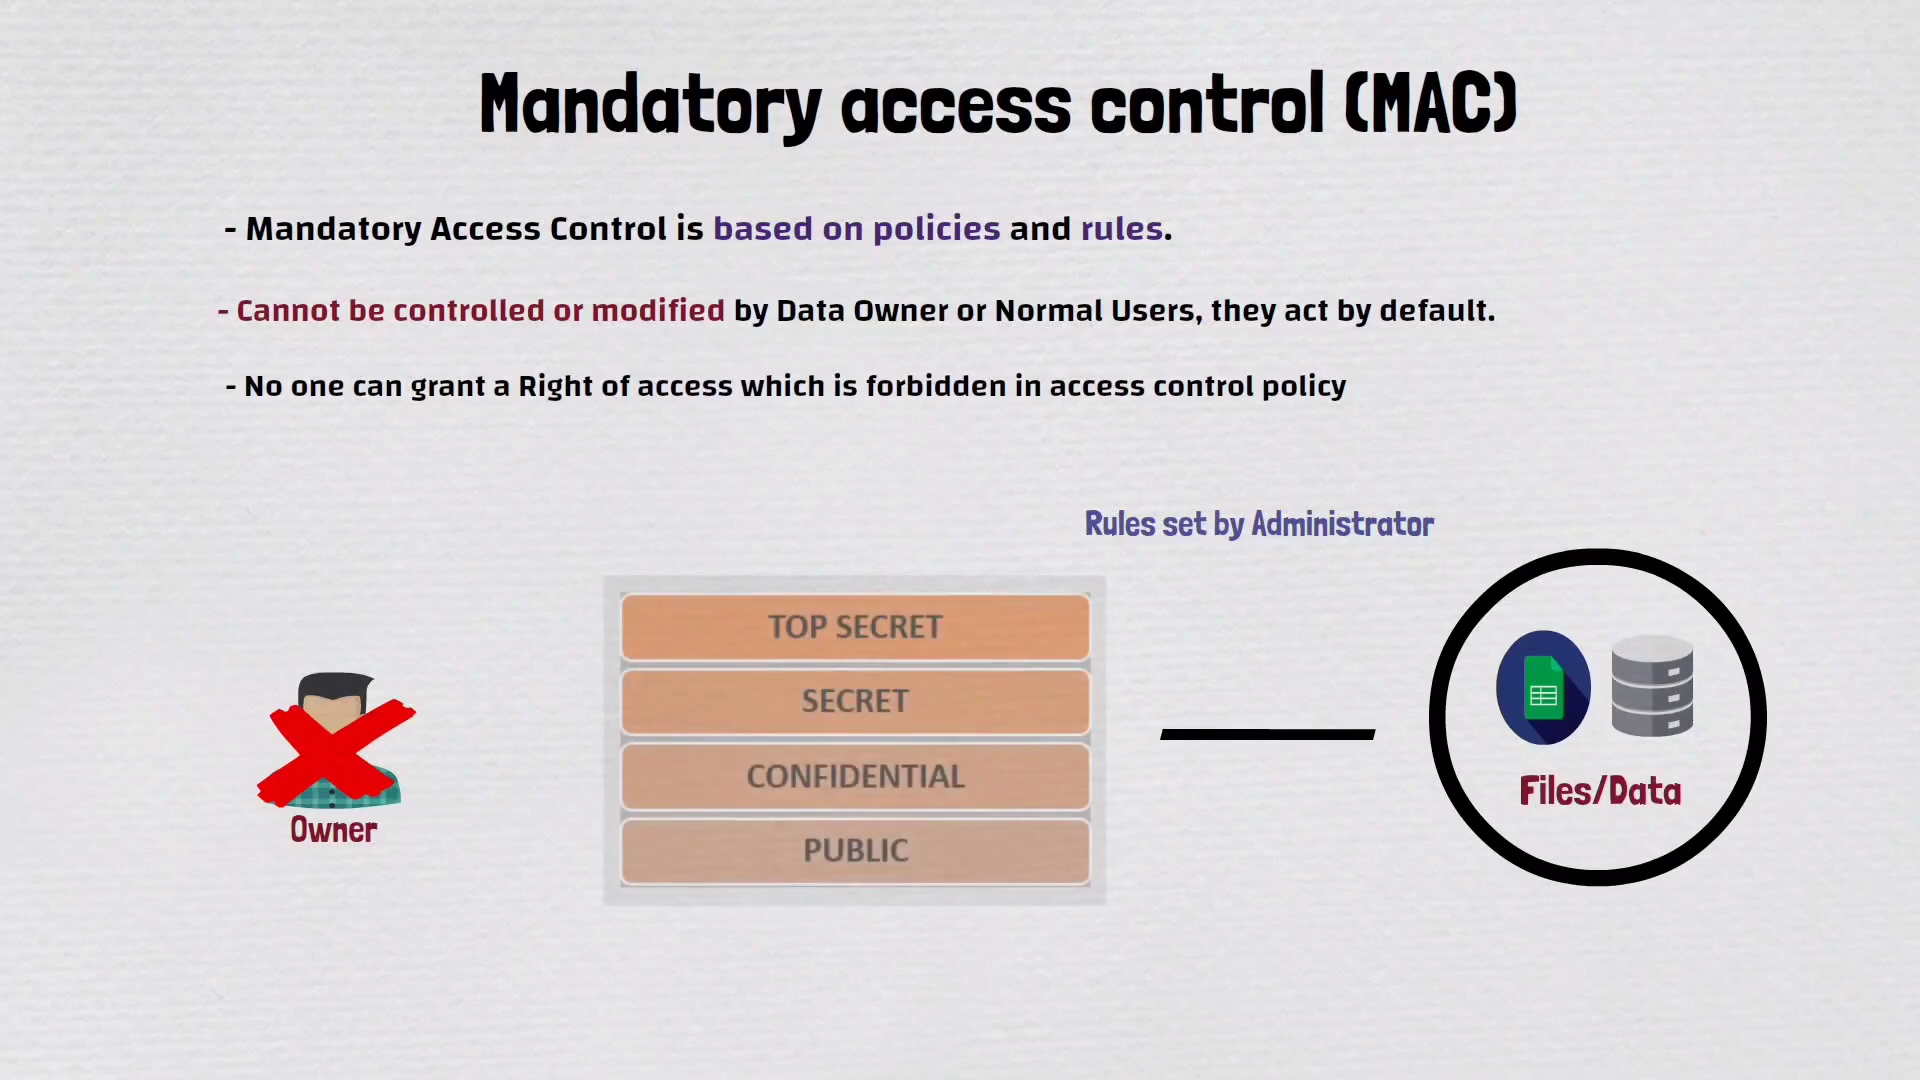 Mandatory access control (MAC)
- Mandatory Access Control is based on policies and rules.
- Cannot be controlled or modified by Data Owner or Normal Users, they act by default.
- No one can grant a Right of access which is forbidden in access control policy
Rules set by Administrator
TOP SECRET
SECRET
CONFIDENTIAL
PUBLIC
Owner
Files/Data